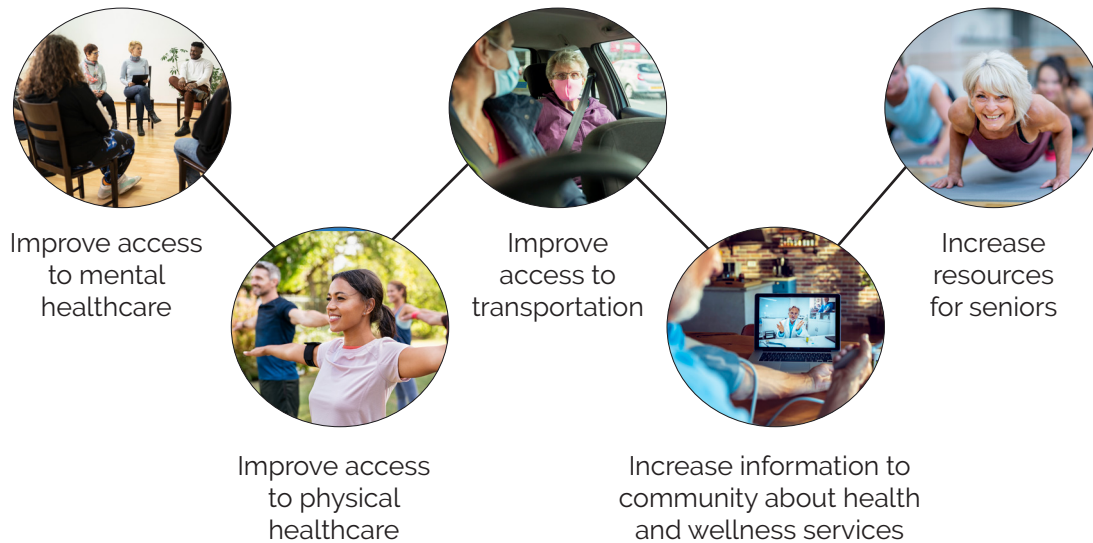 Improve access
to mental
healthcare
Improve access
to physical
healthcare
Improve
access to
transportation
Increase information to
community about health
and wellness services
Increase
resources
for seniors